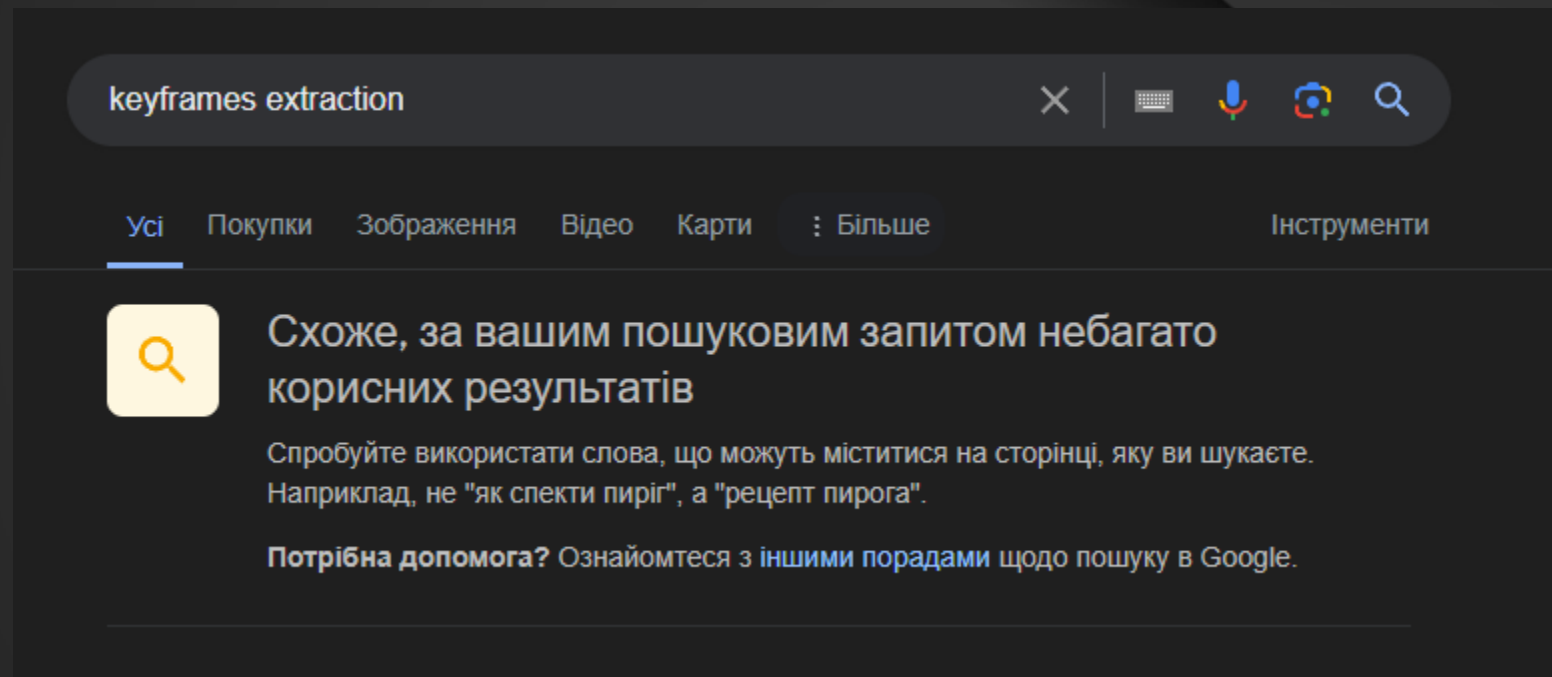 keyframes extraction
Усі Покупки Зображення Відео Карти Більше Інструменти
Схоже, за вашим пошуковим запитом небагато
корисних результатів
Спробуйте використати слова, що можуть міститися на сторінці, яку ви шукаєте.
Наприклад, не "як спекти пиріг", а "рецепт пирога".
Потрібна допомога? Ознайомтеся з іншими порадами щодо пошуку в Google.